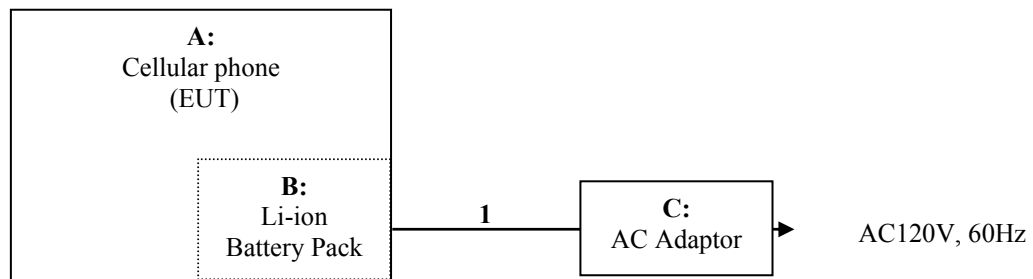 A:
Cellular phone
(EUT)
B:
Li-ion
Battery Pack
1
C:
AC Adaptor
AC120V, 60Hz